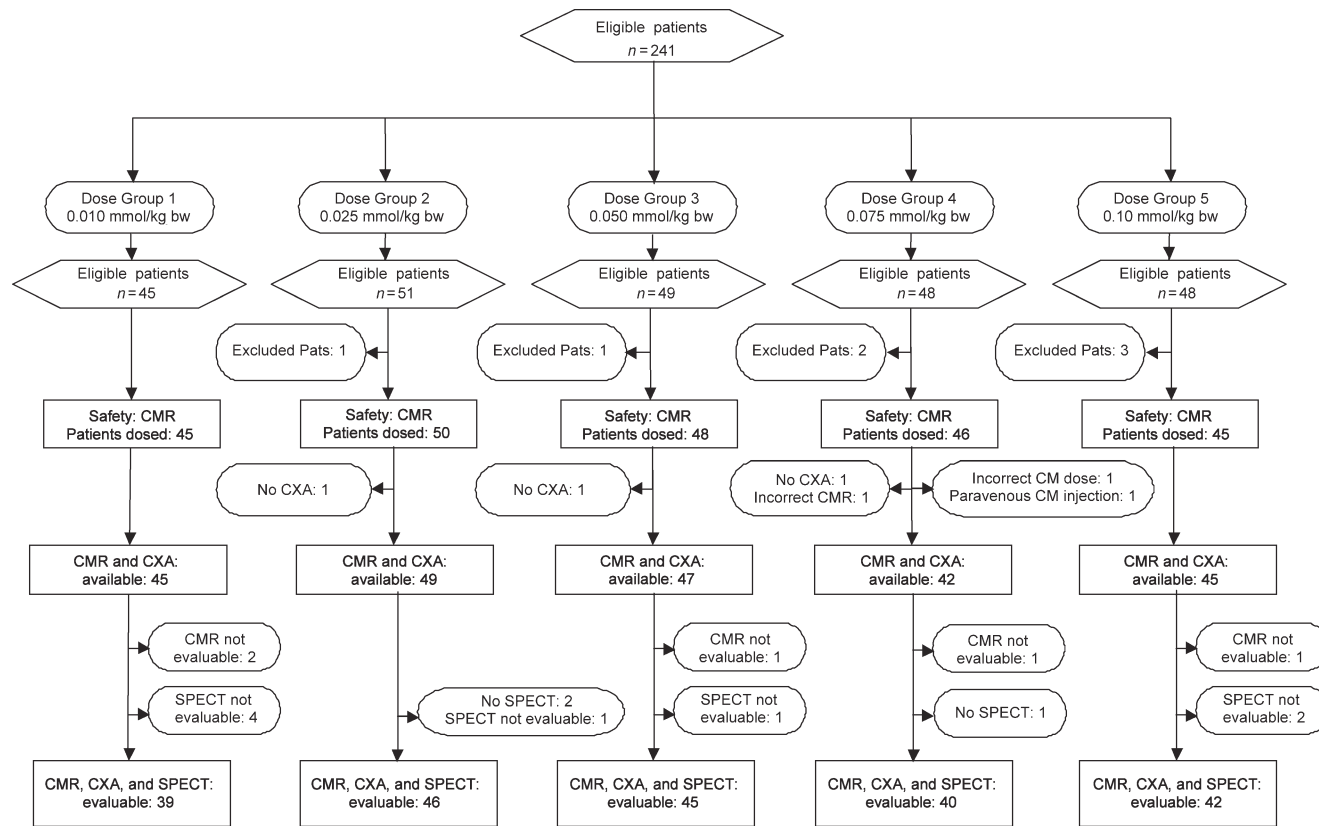 Eligible patients
n = 241
Dose Group 1
0.010 mmol/kg bw
Dose Group 2
0.025 mmol/kg bw
Dose Group 3
0.050 mmol/kg bw
Dose Group 4
0.075 mmol/kg bw
Dose Group 5
0.10 mmol/kg bw
Eligible patients
n = 45
Eligible patients
n = 51
Eligible patients
n = 49
Eligible patients
n = 48
Eligible patients
n = 48
Excluded Pats: 1
Excluded Pats: 1
Excluded Pats: 2
Excluded Pats: 3
Safety: CMR
Patients dosed: 45
Safety: CMR
Patients dosed: 50
Safety: CMR
Patients dosed: 48
Safety: CMR
Patients dosed: 46
Safety: CMR
Patients dosed: 45
No CXA: 1
No CXA: 1
No CXA: 1
Incorrect CMR: 1
Incorrect CM dose: 1
Paravenous CM injection: 1
CMR and CXA:
available: 45
CMR and CXA:
available: 49
CMR and CXA:
available: 47
CMR and CXA:
available: 42
CMR and CXA:
available: 45
CMR not
evaluable: 2
CMR not
evaluable: 1
CMR not
evaluable: 1
CMR not
evaluable: 1
SPECT not
evaluable: 4
No SPECT: 2
SPECT not evaluable: 1
SPECT not
evaluable: 1
No SPECT: 1
SPECT not
evaluable: 2
CMR, CXA, and SPECT:
evaluable: 39
CMR, CXA, and SPECT:
evaluable: 46
CMR, CXA, and SPECT:
evaluable: 45
CMR, CXA, and SPECT:
evaluable: 40
CMR, CXA, and SPECT:
evaluable: 42